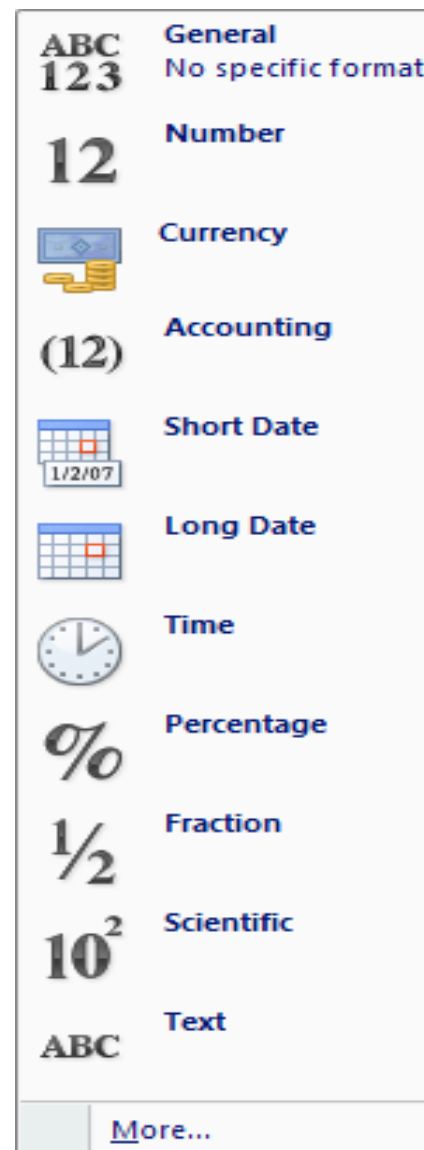 ABC
123
General
No specific format
12
Number
Currency
(12)
Accounting
1/2/07
Short Date
Long Date
Time
%
Percentage
½
Fraction
10²
Scientific
ABC
Text
More...